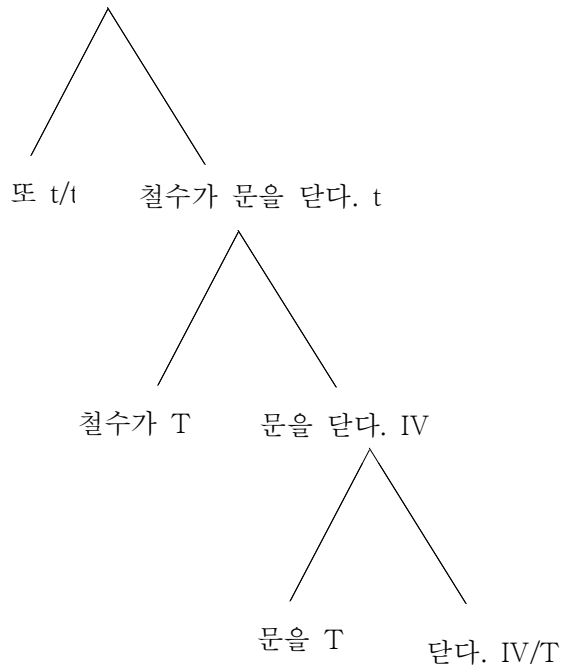 또 t/t 철수가 문을 닫다. t
철수가 T 문을 닫다. IV
문을 T 닫다. IV/T